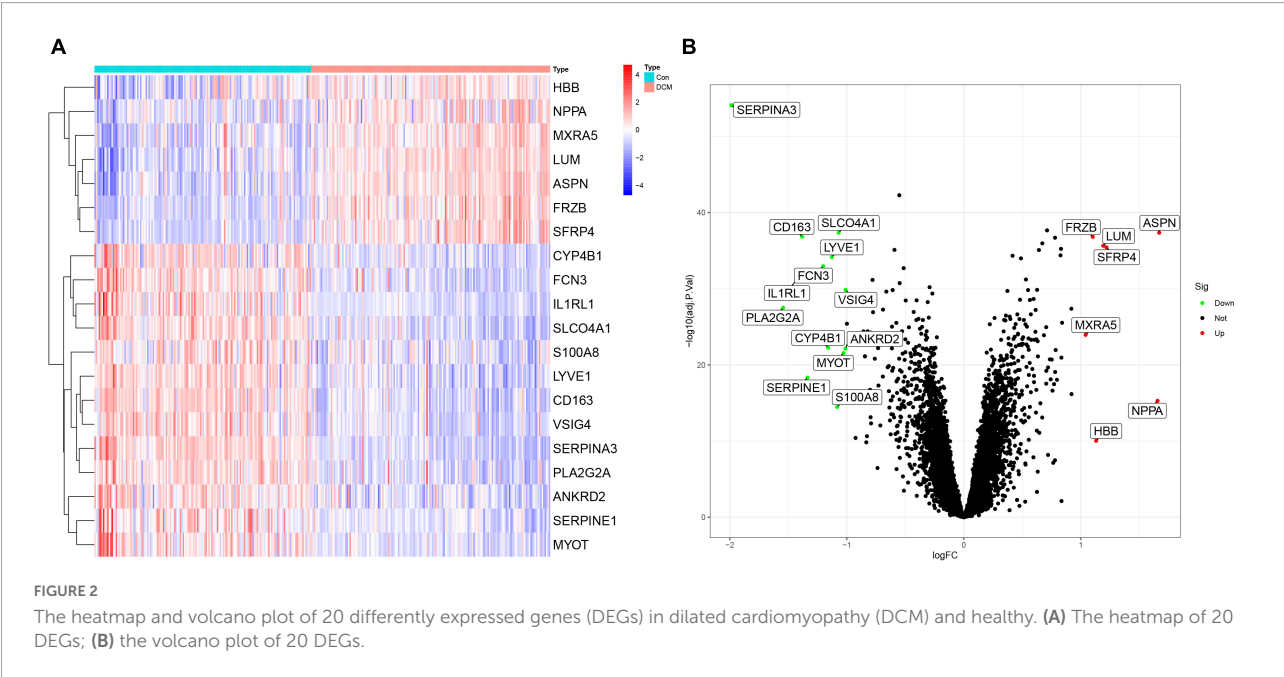 A
Type
HBB
NPPA
MXRA5
LUM
ASPN
FRZB
SFRP4
CYP4B1
FCN3
IL1RL1
SLCO4A1
S100A8
LYVE1
CD163
VSIG4
SERPINA3
PLA2G2A
ANKRD2
SERPINE1
MYOT
4
2
0
−2
−4
Type
Con
DCM
B
SERPINA3
CD163
SLCO4A1
LYVE1
FCN3
IL1RL1
VSIG4
PLA2G2A
CYP4B1
ANKRD2
MYOT
SERPINE1
S100A8
FRZB
ASPN
LUM
SFRP4
MXRA5
NPPA
HBB
−log10(adj.P.Val)
40
20
0
−2
−1
0
1
logFC
Sig
Down
Not
Up
FIGURE 2
The heatmap and volcano plot of 20 differently expressed genes (DEGs) in dilated cardiomyopathy (DCM) and healthy. (A) The heatmap of 20
DEGs; (B) the volcano plot of 20 DEGs.